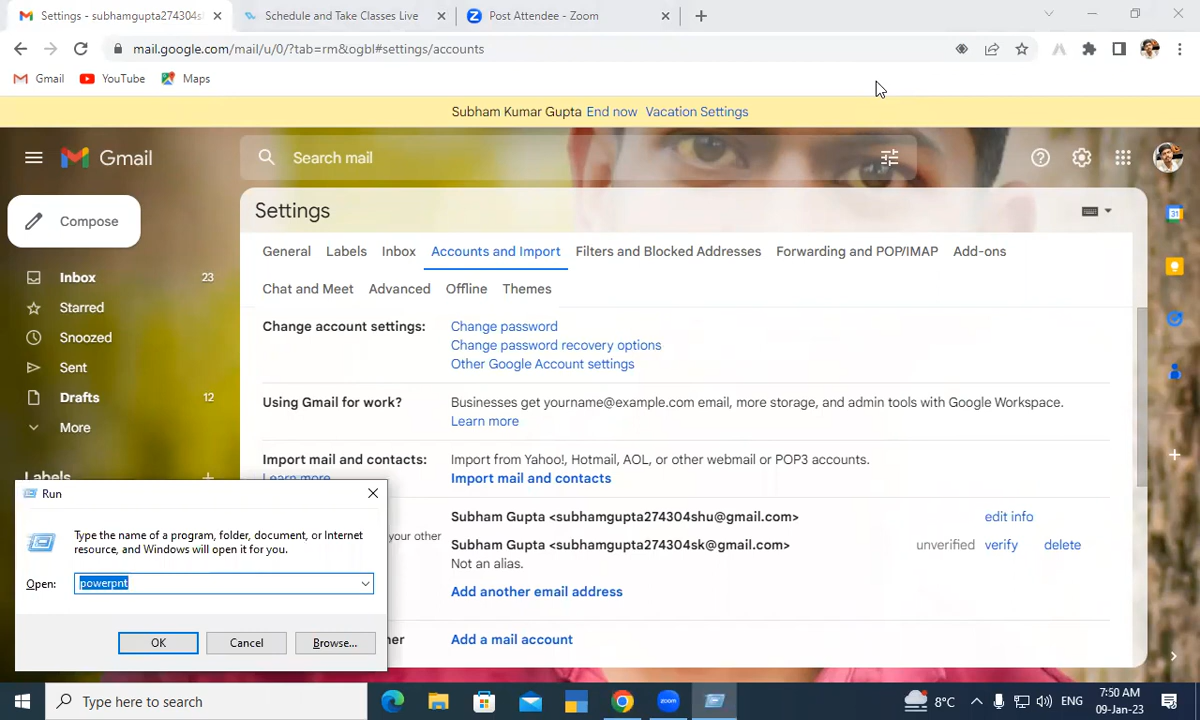 Settings - subhamgupta274304sh
Schedule and Take Classes Live
Post Attendee - Zoom
mail.google.com/mail/u/0/?tab=rm&ogbl#settings/accounts
Gmail
YouTube
Maps
Subham Kumar Gupta End now Vacation Settings
Gmail
Search mail
Compose
Settings
General Labels Inbox Accounts and Import Filters and Blocked Addresses Forwarding and POP/IMAP Add-ons
Chat and Meet Advanced Offline Themes
Inbox 23
Starred
Snoozed
Sent
Drafts 12
More
Labels
Change account settings: Change password
Change password recovery options
Other Google Account settings
Using Gmail for work? Businesses get yourname@example.com email, more storage, and admin tools with Google Workspace.
Learn more
Import mail and contacts: Import from Yahoo!, Hotmail, AOL, or other webmail or POP3 accounts.
Learn more Import mail and contacts
Subham Gupta <subhamgupta274304shu@gmail.com> edit info
your other Subham Gupta <subhamgupta274304sk@gmail.com> unverified verify delete
Not an alias.
Add another email address
Add a mail account
31
Run
Type the name of a program, folder, document, or Internet
resource, and Windows will open it for you.
Open: powerpnt
OK Cancel Browse...
Type here to search
zoom
8°C
ENG
7:50 AM
09-Jan-23